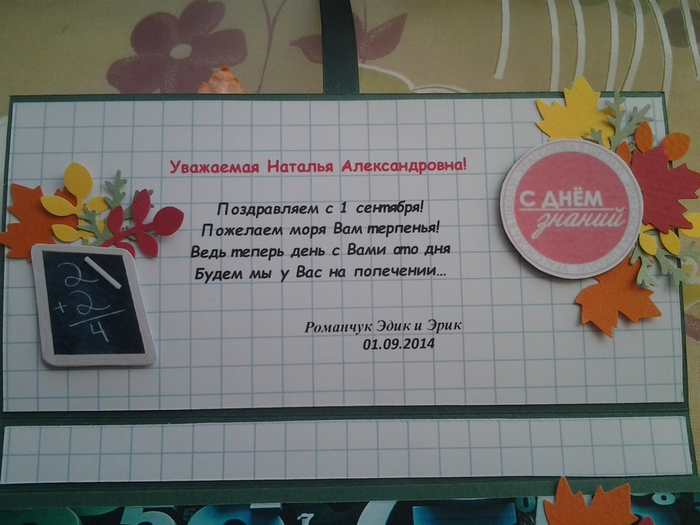 Уважаемая Наталья Александровна!
Поздравляем с 1 сентября!
Пожелаем моря Вам терпенья!
Ведь теперь день с Вами ото дня
Будем мы у Вас на попечении...
Романчук Эдик и Эрик
01.09.2014
С ДНЁМ
знаний
2
+ 2
4